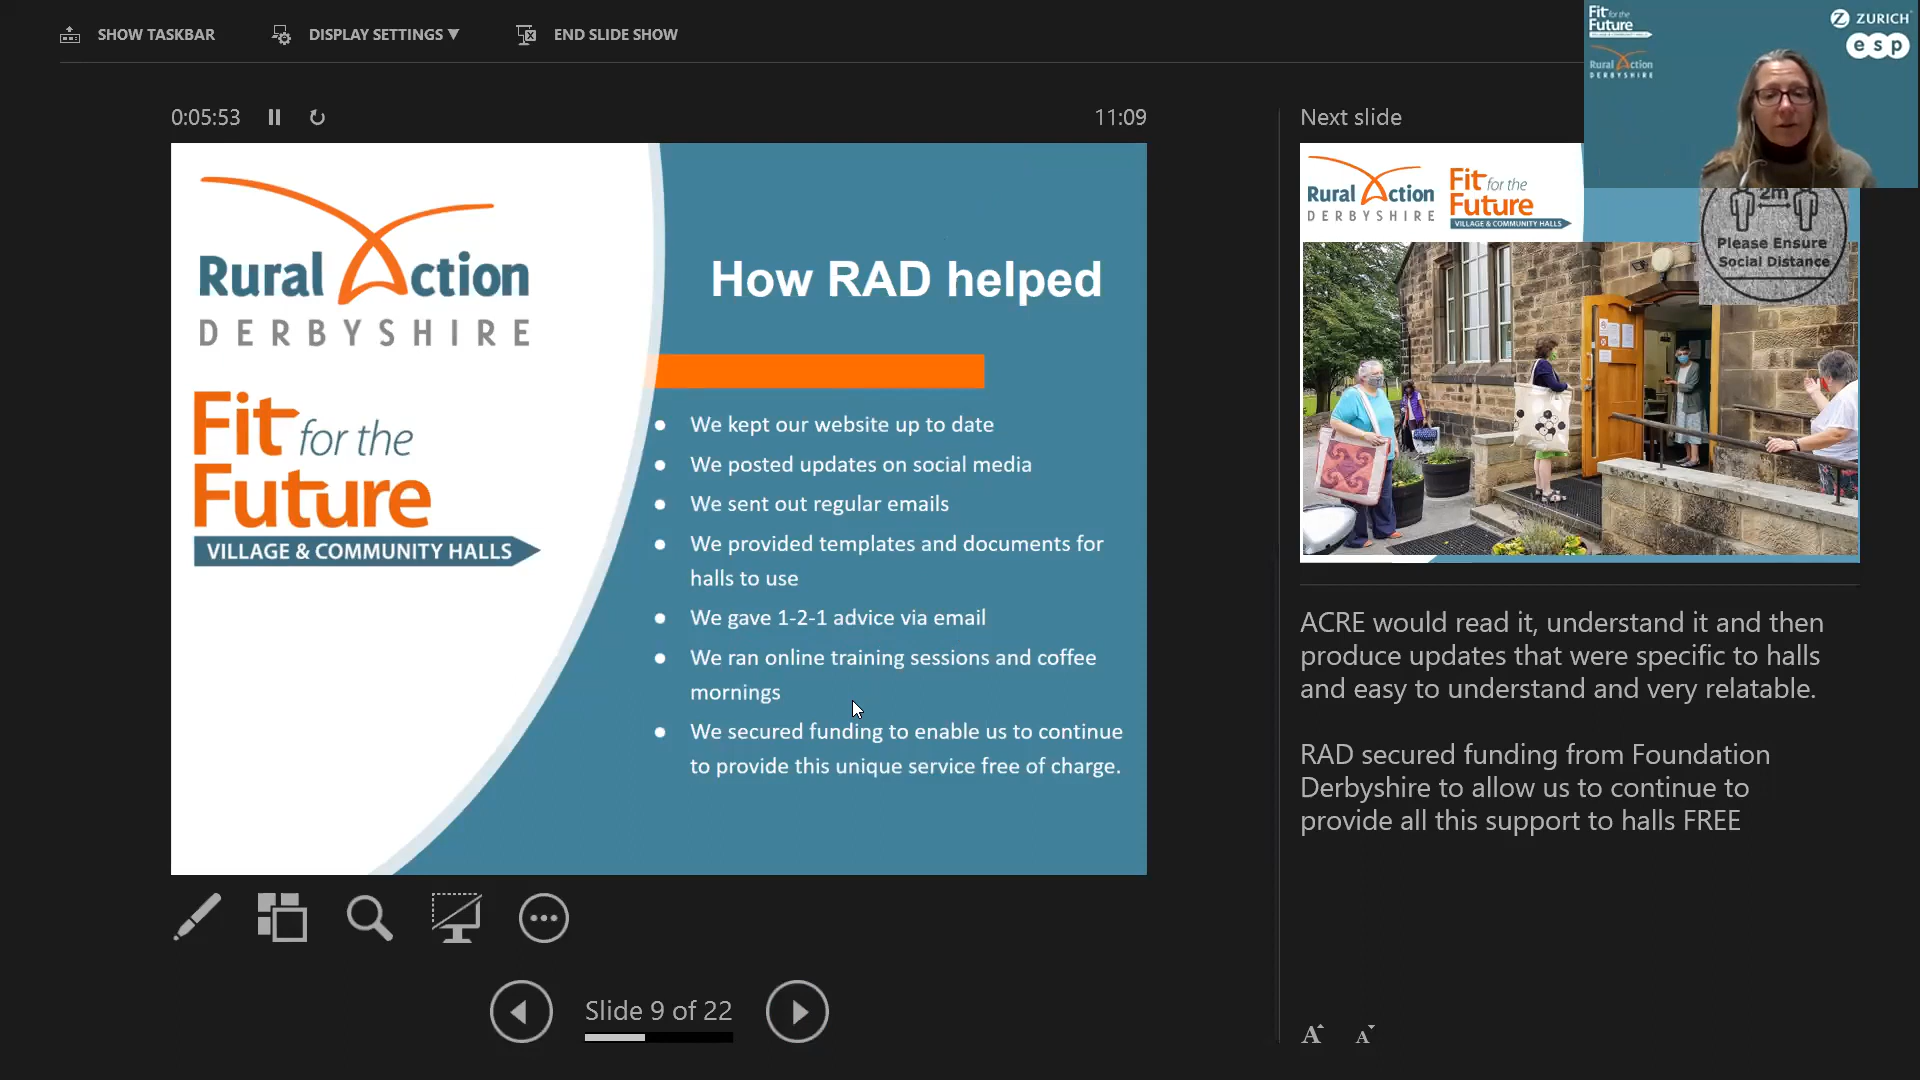 SHOW TASKBAR
DISPLAY SETTINGS ▼
END SLIDE SHOW
Fit for the
Future
Rural Action
DERBYSHIRE
ZURICH
esp
0:05:53
11:09
Next slide
Rural Action
DERBYSHIRE
Fit for the
Future
VILLAGE & COMMUNITY HALLS
How RAD helped
We kept our website up to date
We posted updates on social media
We sent out regular emails
We provided templates and documents for
halls to use
We gave 1-2-1 advice via email
We ran online training sessions and coffee
mornings
We secured funding to enable us to continue
to provide this unique service free of charge.
Rural Action
DERBYSHIRE
Fit for the
Future
VILLAGE & COMMUNITY HALLS
2m
Please Ensure
Social Distance
ACRE would read it, understand it and then
produce updates that were specific to halls
and easy to understand and very relatable.
RAD secured funding from Foundation
Derbyshire to allow us to continue to
provide all this support to halls FREE
Slide 9 of 22
A A